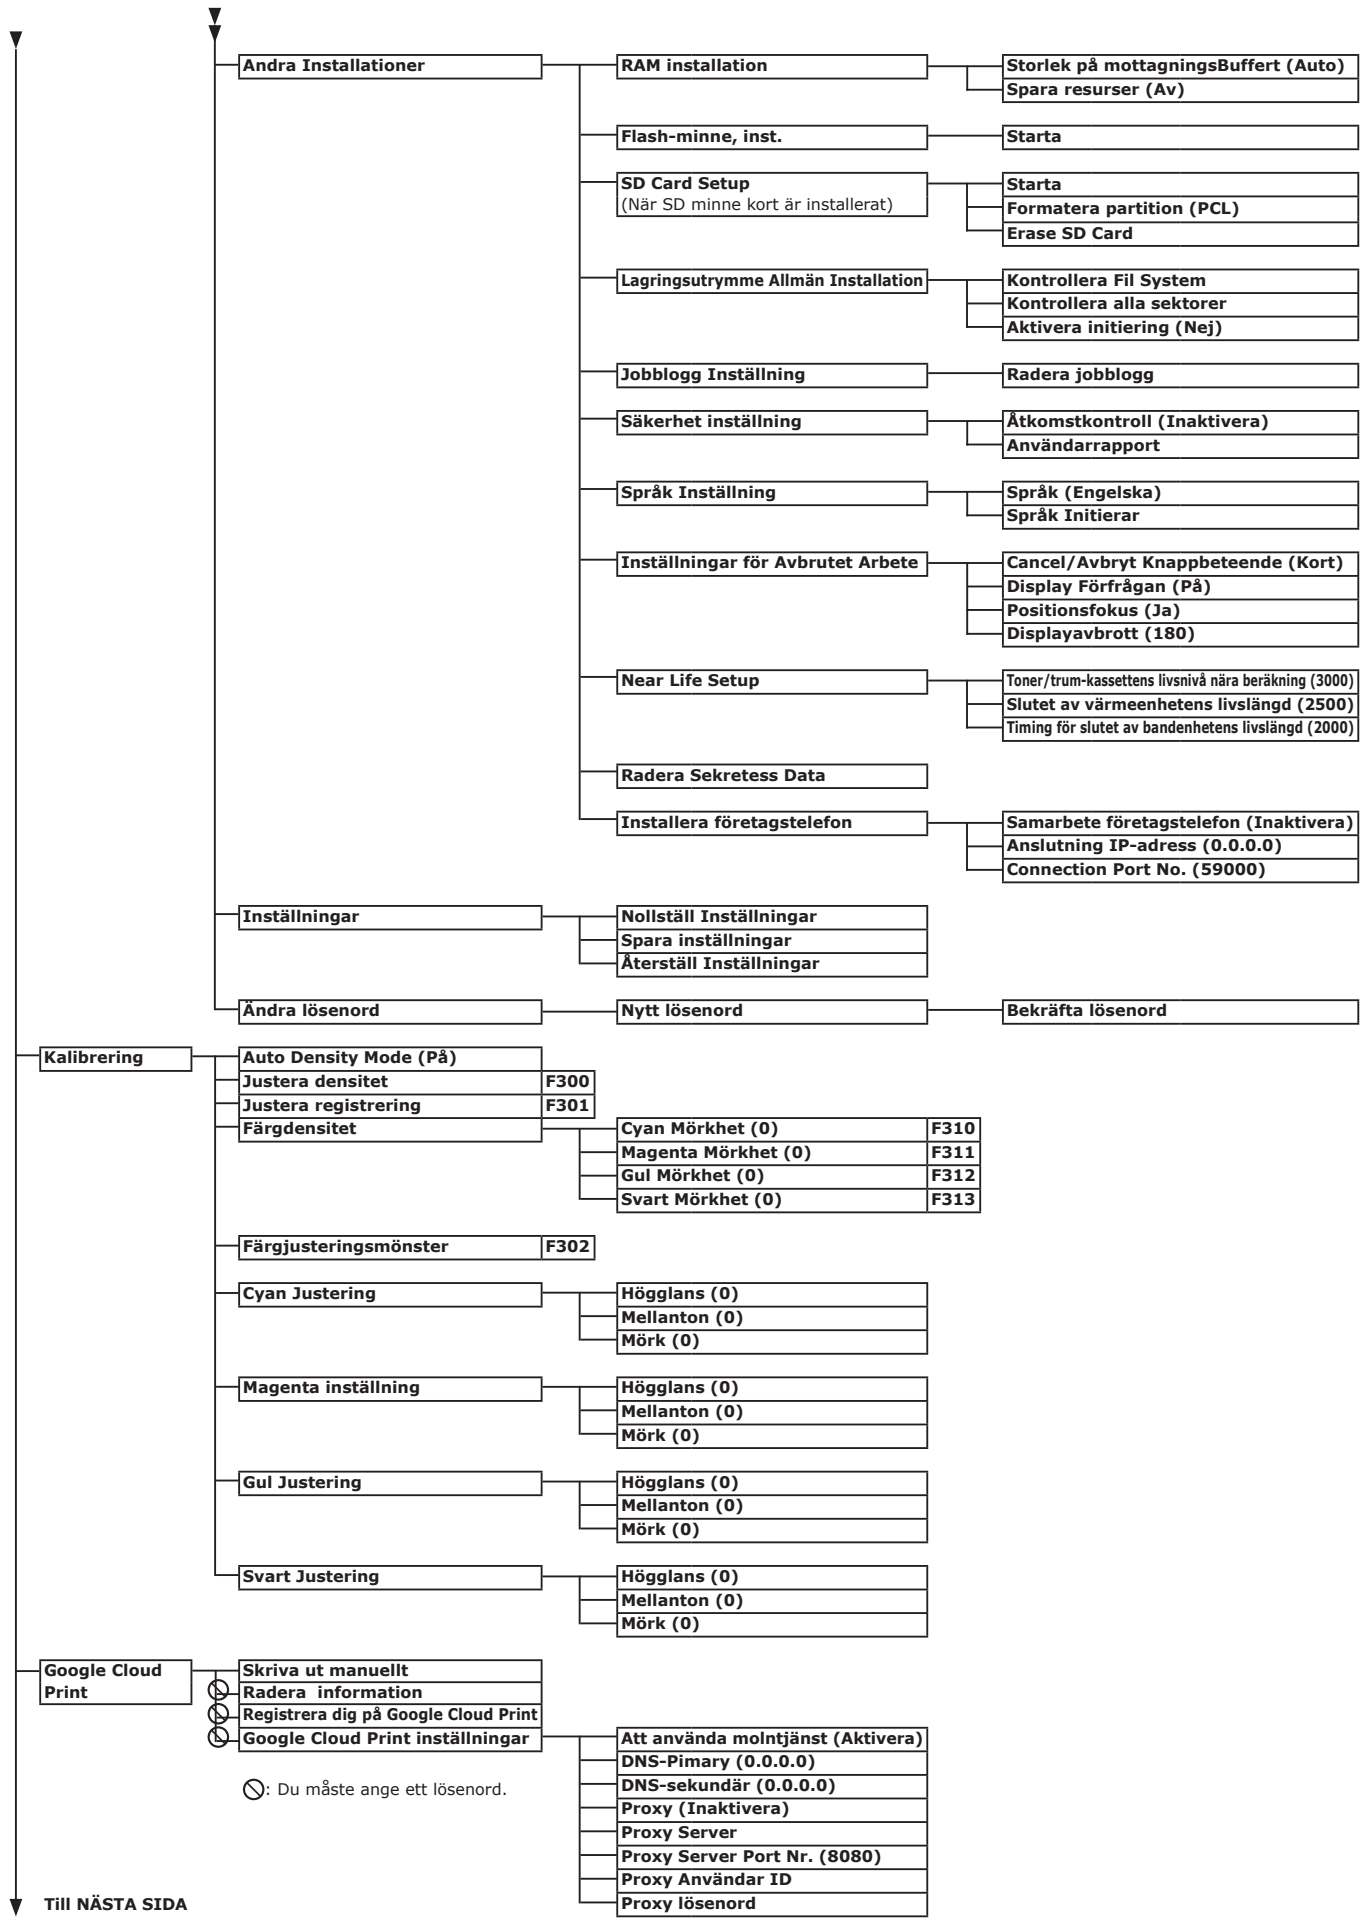 Andra Installationer
RAM installation
Storlek på mottagningsBuffert (Auto)
Spara resurser (Av)
Flash-minne, inst.
Starta
SD Card Setup
(När SD minne kort är installerat)
Starta
Formatera partition (PCL)
Erase SD Card
Lagringsutrymme Allmän Installation
Kontrollera Fil System
Kontrollera alla sektorer
Aktivera initiering (Nej)
Jobblogg Inställning
Radera jobblogg
Säkerhet inställning
Åtkomstkontroll (Inaktivera)
Användarrapport
Språk Inställning
Språk (Engelska)
Språk Initierar
Inställningar för Avbrutet Arbete
Cancel/Avbryt Knappbeteende (Kort)
Display Förfrågan (På)
Positionsfokus (Ja)
Displayavbrott (180)
Near Life Setup
Toner/trum-kassettens livsnivå nära beräkning (3000)
Slutet av värmeenhetens livslängd (2500)
Timing för slutet av bandenhetens livslängd (2000)
Radera Sekretess Data
Installera företagstelefon
Samarbete företagstelefon (Inaktivera)
Anslutning IP-adress (0.0.0.0)
Connection Port No. (59000)
Inställningar
Nollställ Inställningar
Spara inställningar
Återställ Inställningar
Ändra lösenord
Nytt lösenord
Bekräfta lösenord
Kalibrering
Auto Density Mode (På)
Justera densitet
F300
Justera registrering
F301
Färgdensitet
Cyan Mörkhet (0)
F310
Magenta Mörkhet (0)
F311
Gul Mörkhet (0)
F312
Svart Mörkhet (0)
F313
Färgjusteringsmönster
F302
Cyan Justering
Högglans (0)
Mellanton (0)
Mörk (0)
Magenta inställning
Högglans (0)
Mellanton (0)
Mörk (0)
Gul Justering
Högglans (0)
Mellanton (0)
Mörk (0)
Svart Justering
Högglans (0)
Mellanton (0)
Mörk (0)
Google Cloud
Print
Skriva ut manuellt
Radera information
Registrera dig på Google Cloud Print
Google Cloud Print inställningar
Att använda molntjänst (Aktivera)
DNS-Pimary (0.0.0.0)
DNS-sekundär (0.0.0.0)
Proxy (Inaktivera)
Proxy Server
Proxy Server Port Nr. (8080)
Proxy Användar ID
Proxy lösenord
: Du måste ange ett lösenord.
Till NÄSTA SIDA